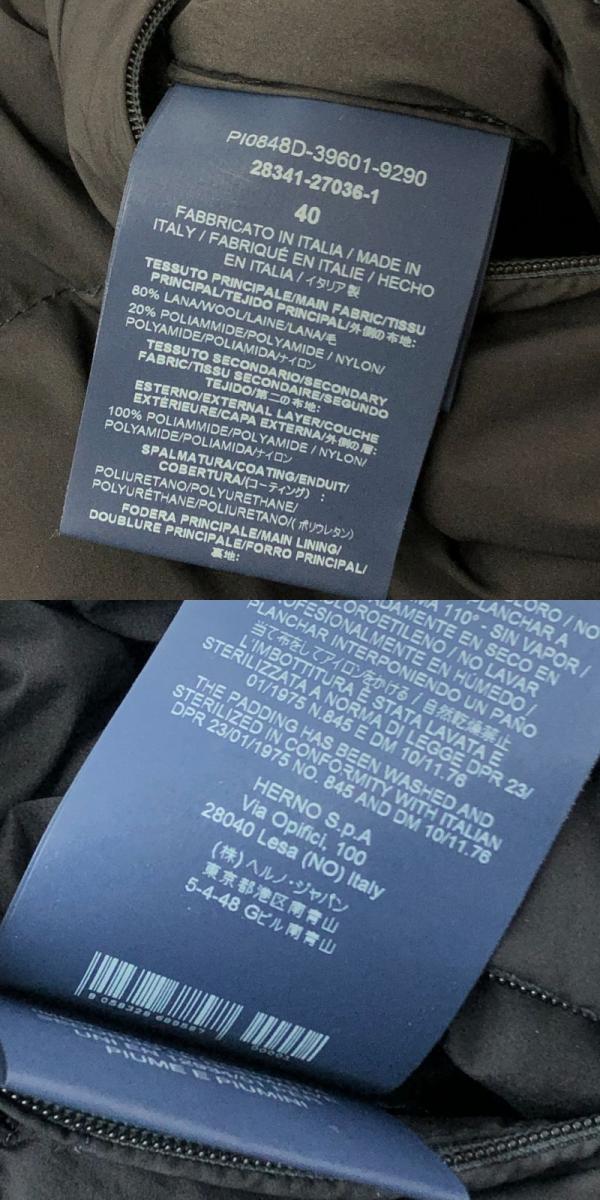 PI0848D-39601-9290
28341-27036-1
40
FABBRICATO IN ITALIA / MADE IN
ITALY / FABRIQUÉ EN ITALIE / HECHO
EN ITALIA / イタリア製
TESSUTO PRINCIPALE/MAIN FABRIC/TISSU
PRINCIPAL/TEJIDO PRINCIPAL/外側の布地:
80% LANA/WOOL/LAINE/LANA/毛
20% POLIAMMIDE/POLYAMIDE / NYLON/
POLYAMIDE/POLIAMIDA/ナイロン
TESSUTO SECONDARIO/SECONDARY
FABRIC/TISSU SECONDAIRE/SEGUNDO
TEJIDO/第二の布地:
ESTERNO/EXTERNAL LAYER/COUCHE
EXTÉRIEURE/CAPA EXTERNA/外側の層:
100% POLIAMMIDE/POLYAMIDE / NYLON/
POLYAMIDE/POLIAMIDA/ナイロン
SPALMATURA/COATING/ENDUIT/
COBERTURA/(コーティング) :
POLIURETANO/POLYURETHANE/
POLYURÉTHANE/POLIURETANO/( ポリウレタン)
FODERA PRINCIPALE/MAIN LINING/
DOUBLURE PRINCIPALE/FORRO PRINCIPAL/
裏地:
CLORO / NO
110° - SIN VAPOR /
PLANCHAR A
EN SECO EN
PROFESIONALMENTE EN HÚMEDO /
/ NO LAVAR
PLANCHAR INTERPONIENDO UN PAÑO
当て布をしてアイロンをかける / 自然乾燥禁止
L'IMBOTTITURA È STATA LAVATA E
STERILIZZATA A NORMA DI LEGGE DPR 23/
01/1975 N.845 E DM 10/11.76
THE PADDING HAS BEEN WASHED AND
STERILIZED IN CONFORMITY WITH ITALIAN
DPR 23/01/1975 NO. 845 AND DM 10/11.76
HERNO S.p.A
Via Opifici, 100
28040 Lesa (NO) Italy
(株) ヘルノ・ジャパン
東京都港区南青山
5-4-48 Gビル南青山
PIUME E PIUMINI